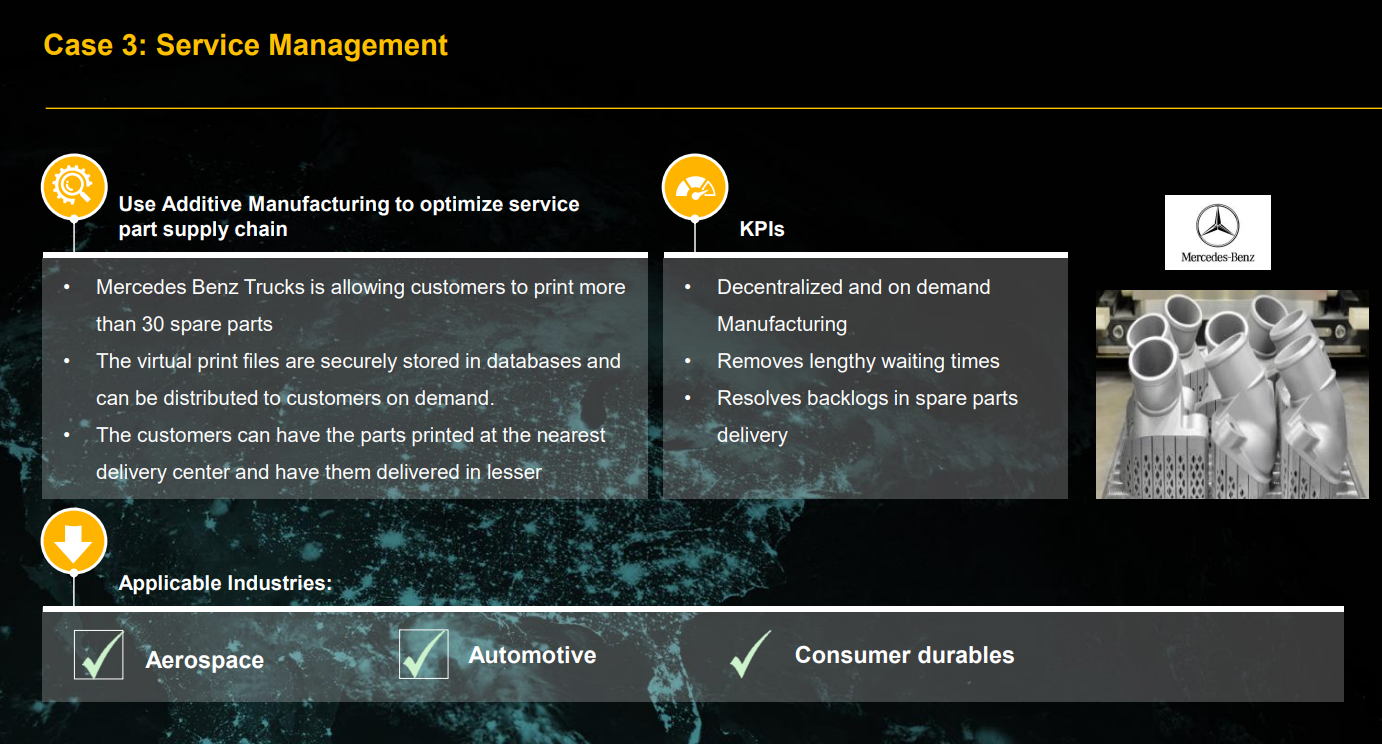 Case 3: Service Management
Use Additive Manufacturing to optimize service
part supply chain
• Mercedes Benz Trucks is allowing customers to print more
than 30 spare parts
• The virtual print files are securely stored in databases and
can be distributed to customers on demand.
• The customers can have the parts printed at the nearest
delivery center and have them delivered in lesser
KPIs
• Decentralized and on demand
Manufacturing
• Removes lengthy waiting times
• Resolves backlogs in spare parts
delivery
Mercedes-Benz
Applicable Industries:
Aerospace
Automotive
Consumer durables